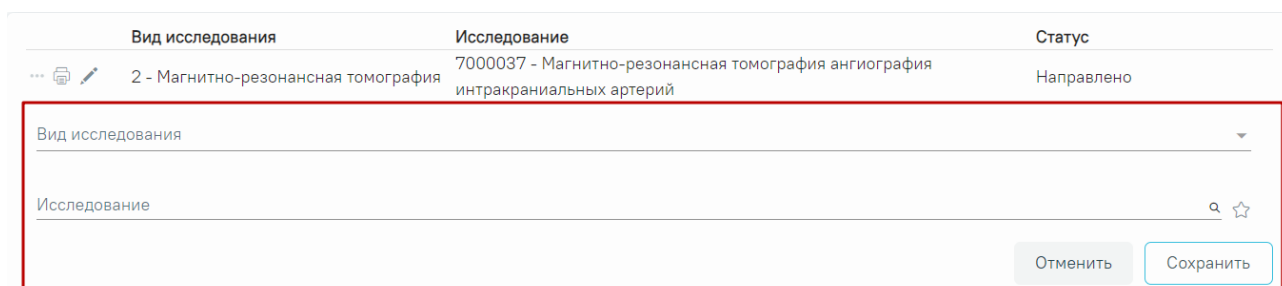 Вид исследования Исследование Статус
2 - Магнитно-резонансная томография 7000037 - Магнитно-резонансная томография ангиография интракраниальных артерий Направлено
Вид исследования
Исследование
Отменить Сохранить